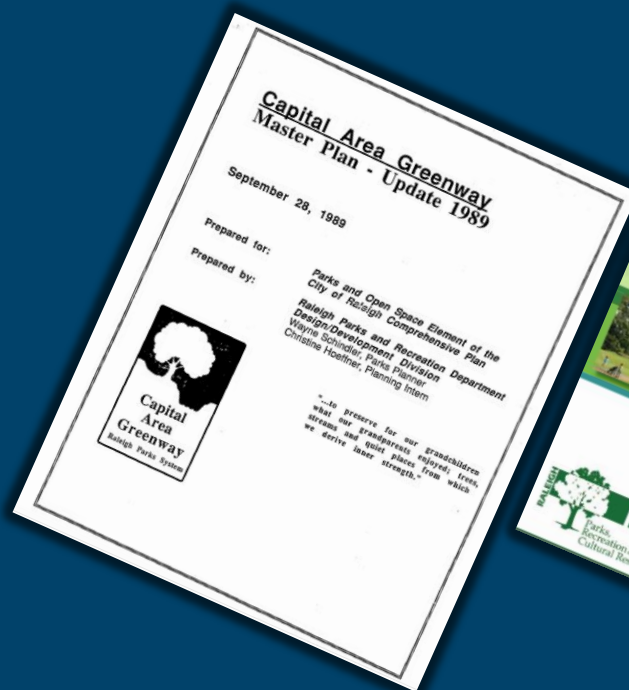 Capital Area Greenway
Master Plan - Update 1989
September 28, 1989
Prepared for:
Parks and Open Space Element of the
City of Raleigh Comprehensive Plan
Prepared by:
Raleigh Parks and Recreation Department
Design/Development Division
Wayne Schindler, Parks Planner
Christine Hoeffner, Planning Intern
"...to preserve for our grandchildren
what our grandparents enjoyed; trees,
streams and quiet places from which
we derive inner strength."
Capital
Area
Greenway
Raleigh Parks System
RALEIGH
Parks,
Recreation
Cultural